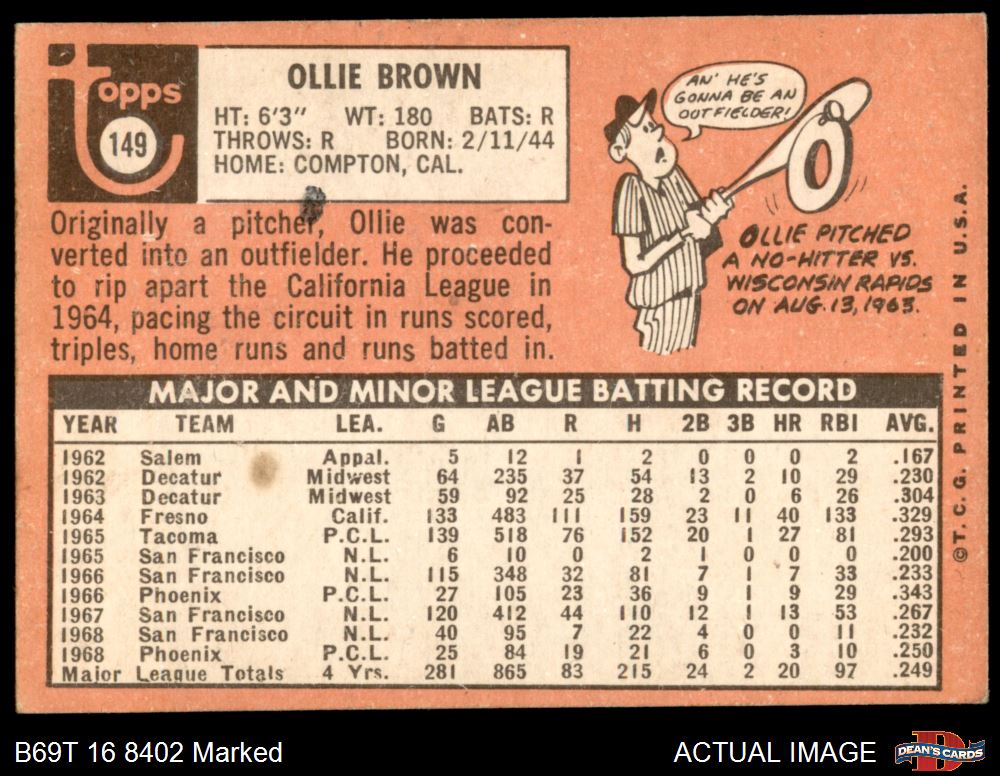 Topps
149
OLLIE BROWN
HT: 6'3" WT: 180 BATS: R
THROWS: R BORN: 2/11/44
HOME: COMPTON, CAL.
Originally a pitcher, Ollie was con-
verted into an outfielder. He proceeded
to rip apart the California League in
1964, pacing the circuit in runs scored,
triples, home runs and runs batted in.
AN' HE'S
GONNA BE AN
OUTFIELDER!
0
OLLIE PITCHED
A NO-HITTER VS.
WISCONSIN RAPIDS
ON AUG. 13, 1963.
MAJOR AND MINOR LEAGUE BATTING RECORD
YEAR TEAM LEA. G AB R H 2B 3B HR RBI AVG.
1962 Salem Appal. 5 12 1 2 0 0 0 2 .167
1962 Decatur Midwest 64 235 37 54 13 2 10 29 .230
1963 Decatur Midwest 59 92 25 28 2 0 6 26 .304
1964 Fresno Calif. 133 483 111 159 23 11 40 133 .329
1965 Tacoma P.C.L. 139 518 76 152 20 1 27 81 .293
1965 San Francisco N.L. 6 10 0 2 1 0 0 0 .200
1966 San Francisco N.L. 115 348 32 81 7 1 7 33 .233
1966 Phoenix P.C.L. 27 105 23 36 9 1 9 29 .343
1967 San Francisco N.L. 120 412 44 110 12 1 13 53 .267
1968 San Francisco N.L. 40 95 7 22 4 0 0 11 .232
1968 Phoenix P.C.L. 25 84 19 21 6 0 3 10 .250
Major League Totals 4 Yrs. 281 865 83 215 24 2 20 97 .249
©T. C. G. PRINTED IN U.S.A.
B69T 16 8402 Marked
ACTUAL IMAGE
DEAN'S CARDS